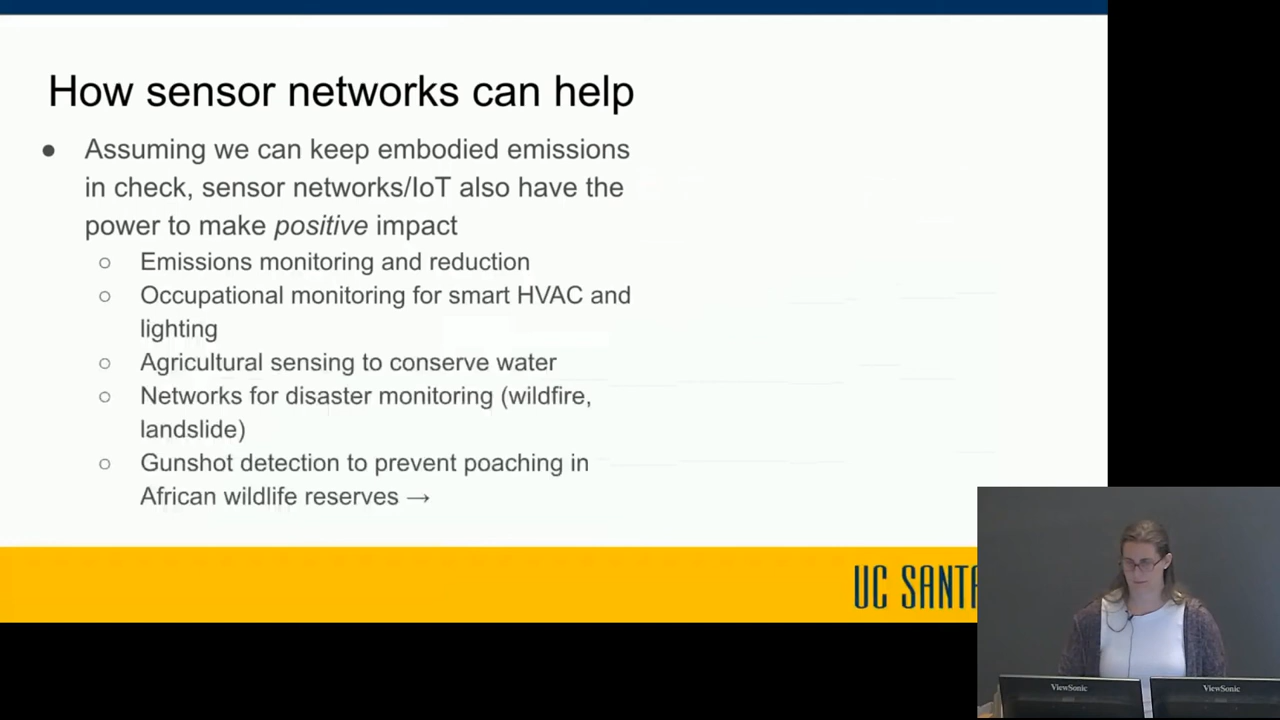 How sensor networks can help
● Assuming we can keep embodied emissions
in check, sensor networks/IoT also have the
power to make positive impact
○ Emissions monitoring and reduction
○ Occupational monitoring for smart HVAC and
lighting
○ Agricultural sensing to conserve water
○ Networks for disaster monitoring (wildfire,
landslide)
○ Gunshot detection to prevent poaching in
African wildlife reserves →
UC SANTA
ViewSonic
ViewSonic